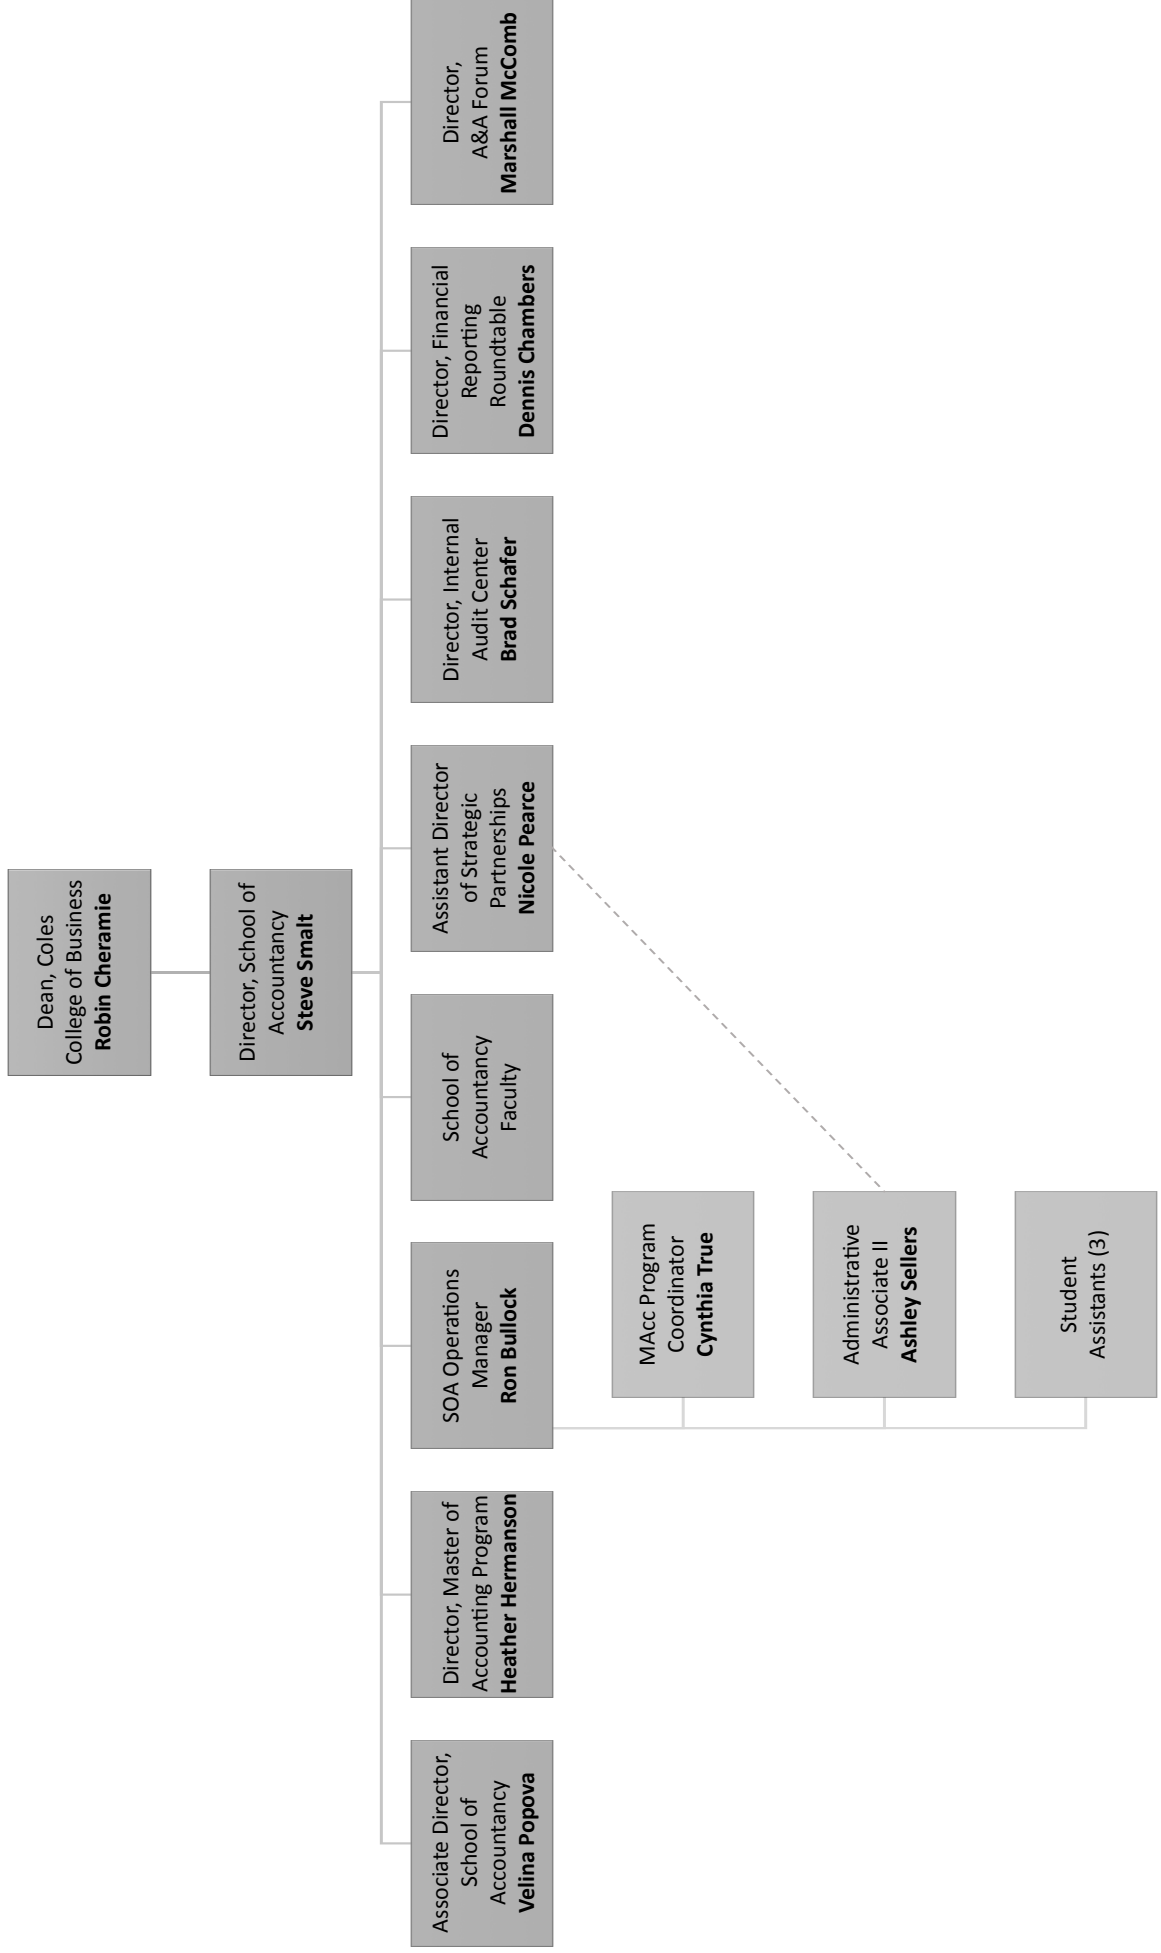 Dean, Coles
College of Business
Robin Cheramie
Director, School of
Accountancy
Steve Smalt
Associate Director,
School of
Accountancy
Velina Popova
Director, Master of
Accounting Program
Heather Hermanson
SOA Operations
Manager
Ron Bullock
School of
Accountancy
Faculty
Assistant Director
of Strategic
Partnerships
Nicole Pearce
Director, Internal
Audit Center
Brad Schafer
Director, Financial
Reporting
Roundtable
Dennis Chambers
Director,
A&A Forum
Marshall McComb
MAcc Program
Coordinator
Cynthia True
Administrative
Associate II
Ashley Sellers
Student
Assistants (3)